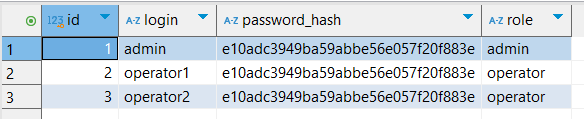 123 id A-Z login A-Z password_hash A-Z role
1 1 admin e10adc3949ba59abbe56e057f20f883e admin
2 2 operator1 e10adc3949ba59abbe56e057f20f883e operator
3 3 operator2 e10adc3949ba59abbe56e057f20f883e operator